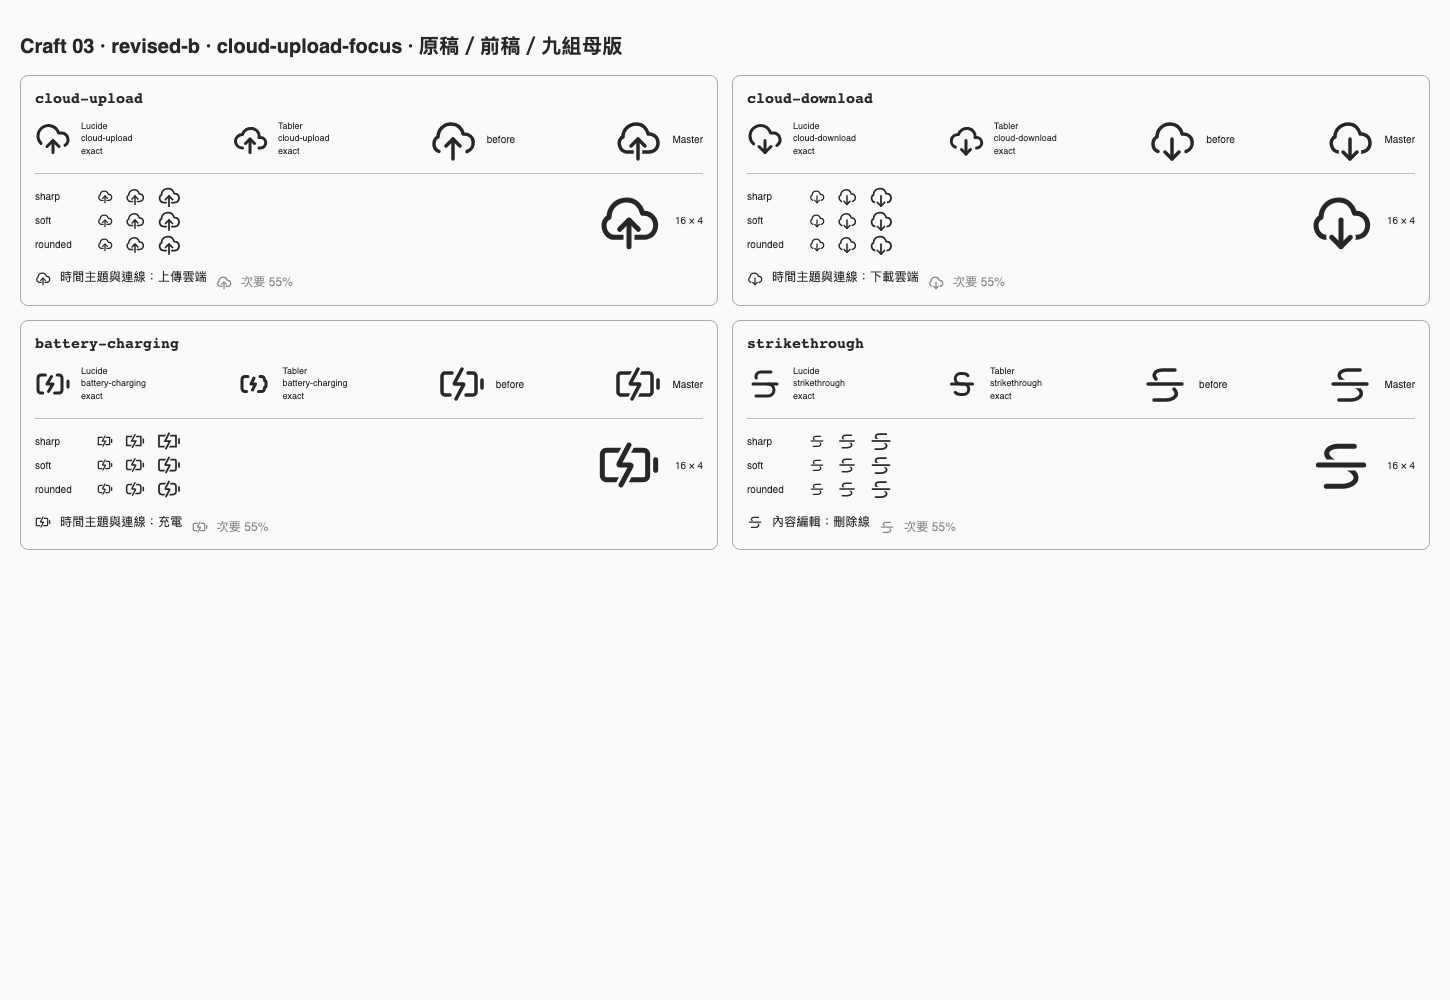 Craft 03 · revised-b · cloud-upload-focus · 原稿 / 前稿 / 九組母版
cloud-upload
Lucide
cloud-upload
exact
Tabler
cloud-upload
exact
before
Master
sharp
soft
rounded
16 × 4
時間主題與連線：上傳雲端
次要 55%
cloud-download
Lucide
cloud-download
exact
Tabler
cloud-download
exact
before
Master
sharp
soft
rounded
16 × 4
時間主題與連線：下載雲端
次要 55%
battery-charging
Lucide
battery-charging
exact
Tabler
battery-charging
exact
before
Master
sharp
soft
rounded
16 × 4
時間主題與連線：充電
次要 55%
strikethrough
Lucide
strikethrough
exact
Tabler
strikethrough
exact
before
Master
sharp
soft
rounded
16 × 4
內容編輯：刪除線
次要 55%